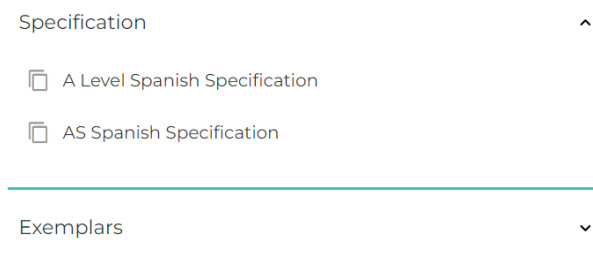 Specification
A Level Spanish Specification
AS Spanish Specification
Exemplars